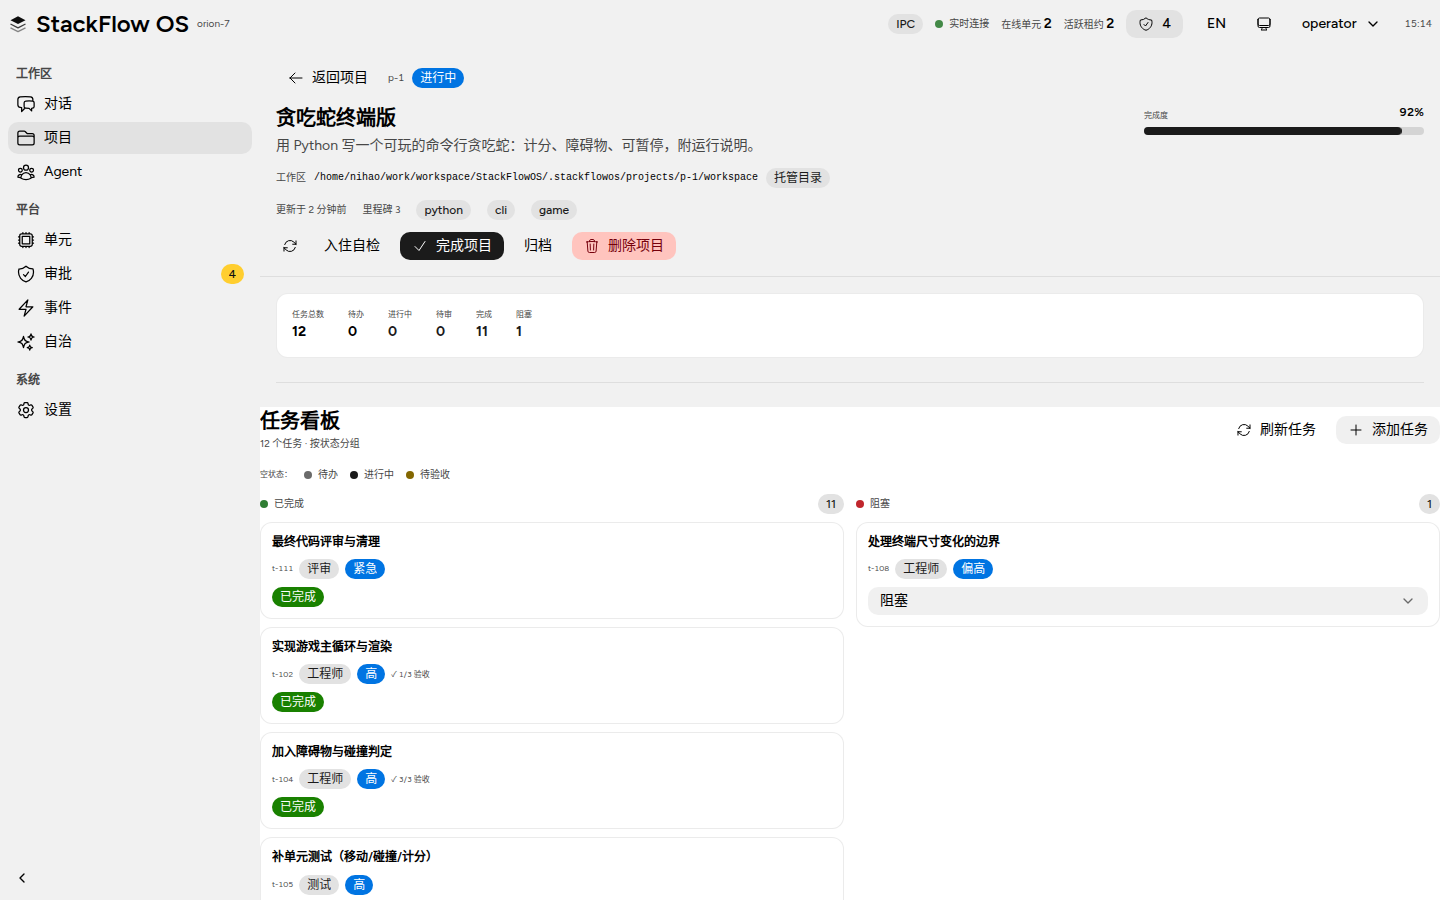 StackFlow OS orion-7
IPC 实时连接 在线单元 2 活跃租约 2 4 EN operator 15:14
工作区
对话
项目
Agent
平台
单元
审批 4
事件
自治
系统
设置
返回项目 p-1 进行中
贪吃蛇终端版
用 Python 写一个可玩的命令行贪吃蛇：计分、障碍物、可暂停，附运行说明。
完成度 92%
工作区 /home/nihao/work/workspace/StackFlowOS/.stackflowos/projects/p-1/workspace 托管目录
更新于 2 分钟前 里程碑 3 python cli game
入住自检 完成项目 归档 删除项目
任务总数 待办 进行中 待审 完成 阻塞
12 0 0 0 11 1
任务看板
12 个任务 · 按状态分组
刷新任务 添加任务
空状态： 待办 进行中 待验收
已完成 11
最终代码评审与清理
t-111 评审 紧急
已完成
实现游戏主循环与渲染
t-102 工程师 高 ✓ 1/3 验收
已完成
加入障碍物与碰撞判定
t-104 工程师 高 ✓ 3/3 验收
已完成
补单元测试（移动/碰撞/计分）
t-105 测试 高
阻塞 1
处理终端尺寸变化的边界
t-108 工程师 偏高
阻塞